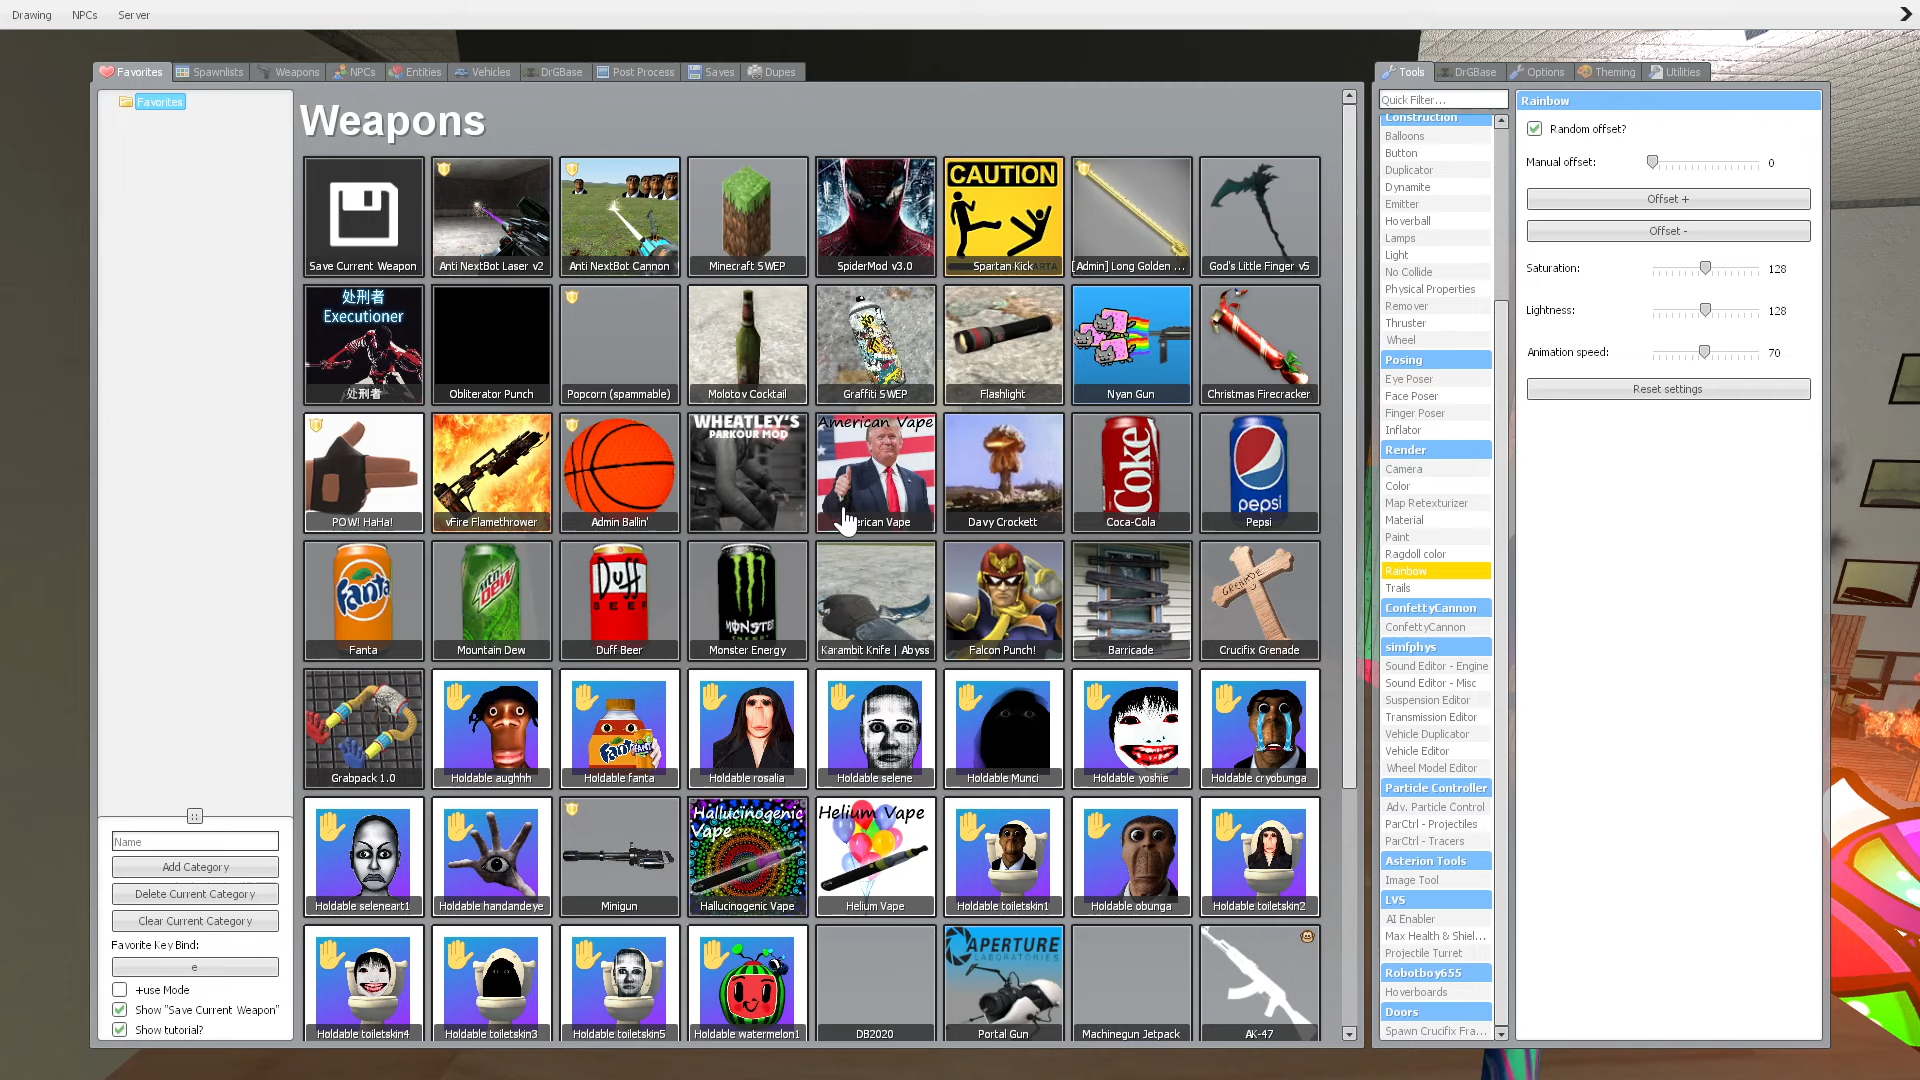 Drawing NPCs Server
Favorites Spawnlists Weapons NPCs Entities Vehicles DrGBase Post Process Saves Dupes
Favorites
Weapons
Save Current Weapon
Anti NextBot Laser v2
Anti NextBot Cannon
Minecraft SWEP
SpiderMod v3.0
CAUTION
Spartan Kick
[Admin] Long Golden ...
God's Little Finger v5
处刑者
Executioner
处刑者
Obliterator Punch
Popcorn (spammable)
Molotov Cocktail
Graffiti SWEP
Flashlight
Nyan Gun
Christmas Firecracker
POW! HaHa!
vFire Flamethrower
Admin Ballin'
WHEATLEY'S
PARKOUR MOD
American Vape
erican Vape
Davy Crockett
Coke
Coca-Cola
pepsi
Pepsi
Fanta
Fanta
Mtn Dew
Mountain Dew
Duff
BEER
Duff Beer
MONSTER
ENERGY
Monster Energy
Karambit Knife | Abyss
Falcon Punch!
Barricade
GRENADE
Crucifix Grenade
Grabpack 1.0
Holdable aughhh
Fanta
Holdable fanta
Holdable rosalia
Holdable selene
Holdable Munci
Holdable yoshie
Holdable cryobunga
Holdable seleneart1
Holdable handandeye
Minigun
Hallucinogenic
Vape
Hallucinogenic Vape
Helium Vape
Helium Vape
Holdable toiletskin1
Holdable obunga
Holdable toiletskin2
Holdable toiletskin4
Holdable toiletskin3
Holdable toiletskin5
Holdable watermelon1
DB2020
APERTURE
LABORATORIES
Portal Gun
Machinegun Jetpack
AK-47
Name
Add Category
Delete Current Category
Clear Current Category
Favorite Key Bind:
e
+use Mode
Show "Save Current Weapon"
Show tutorial?
Tools DrGBase Options Theming Utilities
Quick Filter...
Construction
Balloons
Button
Duplicator
Dynamite
Emitter
Hoverball
Lamps
Light
No Collide
Physical Properties
Remover
Thruster
Wheel
Posing
Eye Poser
Face Poser
Finger Poser
Inflator
Render
Camera
Color
Map Retexturizer
Material
Paint
Ragdoll color
Rainbow
Trails
ConfettyCannon
ConfettyCannon
simfphys
Sound Editor - Engine
Sound Editor - Misc
Suspension Editor
Transmission Editor
Vehicle Duplicator
Vehicle Editor
Wheel Model Editor
Particle Controller
Adv. Particle Control
ParCtrl - Projectiles
ParCtrl - Tracers
Asterion Tools
Image Tool
LVS
AI Enabler
Max Health & Shiel...
Projectile Turret
Robotboy655
Hoverboards
Doors
Spawn Crucifix Fra...
Rainbow
Random offset?
Manual offset: 0
Offset +
Offset -
Saturation: 128
Lightness: 128
Animation speed: 70
Reset settings